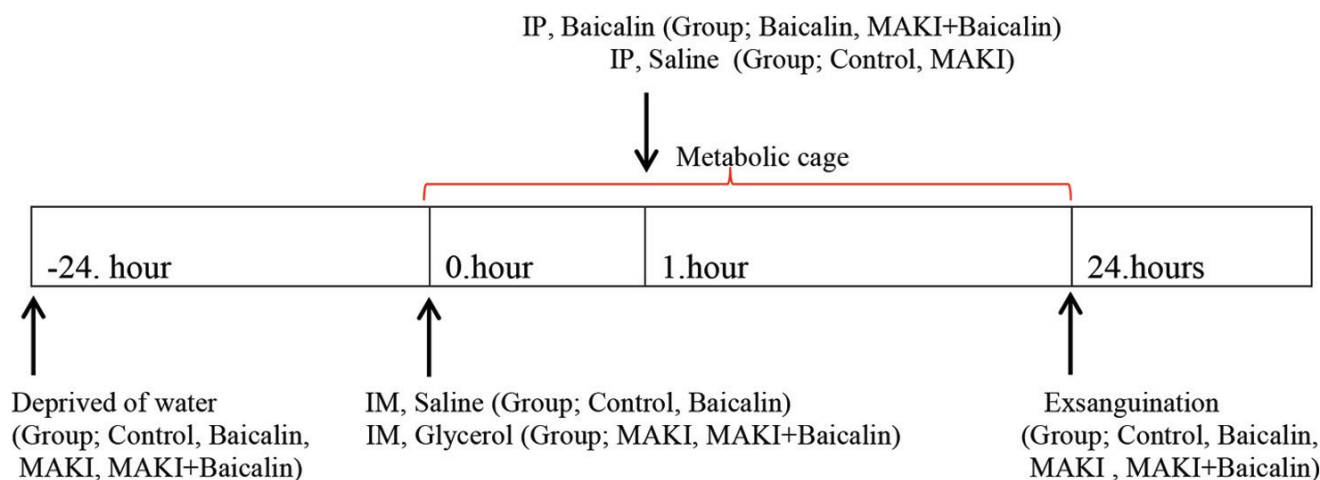 IP, Baicalin (Group; Baicalin, MAKI+Baicalin)
IP, Saline (Group; Control, MAKI)
Metabolic cage
-24. hour
0.hour
1.hour
24.hours
Deprived of water
(Group; Control, Baicalin,
MAKI, MAKI+Baicalin)
IM, Saline (Group; Control, Baicalin)
IM, Glycerol (Group; MAKI, MAKI+Baicalin)
Exsanguination
(Group; Control, Baicalin,
MAKI , MAKI+Baicalin)